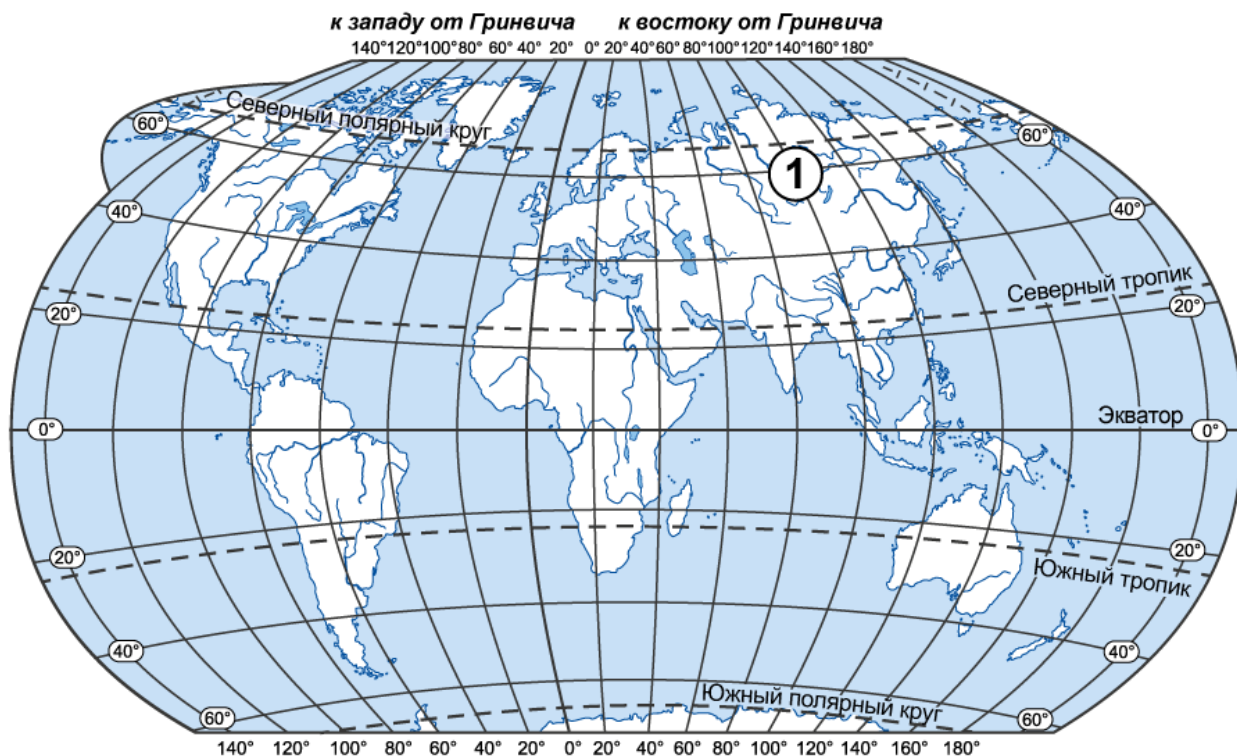 к западу от Гринвича к востоку от Гринвича
140° 120° 100° 80° 60° 40° 20° 0° 20° 40° 60° 80° 100° 120° 140° 160° 180°
Северный полярный круг
60° 60°
1
40° 40°
Северный тропик
20° 20°
Экватор
0° 0°
20° 20°
Южный тропик
40° 40°
Южный полярный круг
60° 60°
140° 120° 100° 80° 60° 40° 20° 0° 20° 40° 60° 80° 100° 120° 140° 160° 180°